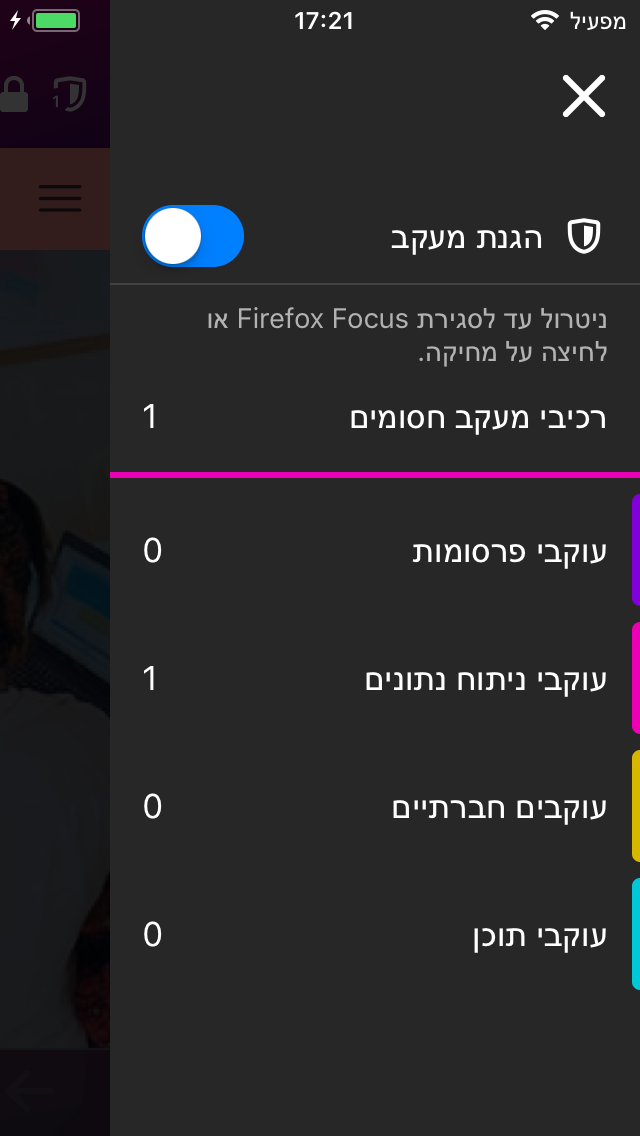 מפעיל 17:21
1
הגנת מעקב
ניטרול עד לסגירת Firefox Focus או
לחיצה על מחיקה.
רכיבי מעקב חסומים 1
עוקבי פרסומות 0
עוקבי ניתוח נתונים 1
עוקבים חברתיים 0
עוקבי תוכן 0